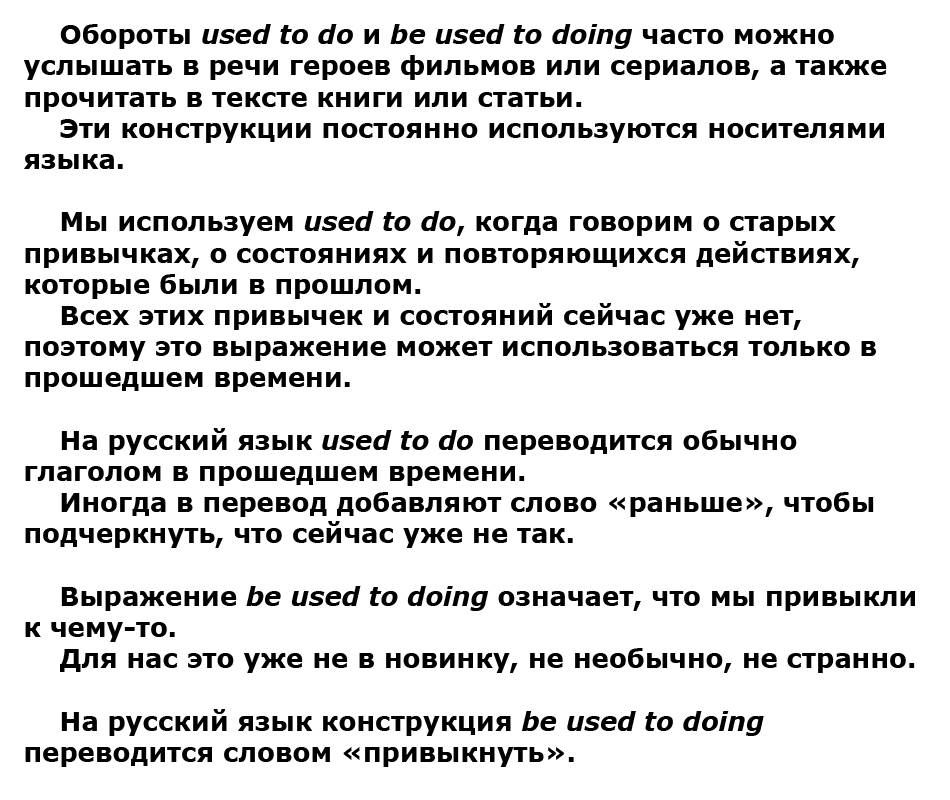 Обороты used to do и be used to doing часто можно
услышать в речи героев фильмов или сериалов, а также
прочитать в тексте книги или статьи.
Эти конструкции постоянно используются носителями
языка.
Мы используем used to do, когда говорим о старых
привычках, о состояниях и повторяющихся действиях,
которые были в прошлом.
Всех этих привычек и состояний сейчас уже нет,
поэтому это выражение может использоваться только в
прошедшем времени.
На русский язык used to do переводится обычно
глаголом в прошедшем времени.
Иногда в перевод добавляют слово «раньше», чтобы
подчеркнуть, что сейчас уже не так.
Выражение be used to doing означает, что мы привыкли
к чему-то.
Для нас это уже не в новинку, не необычно, не странно.
На русский язык конструкция be used to doing
переводится словом «привыкнуть».